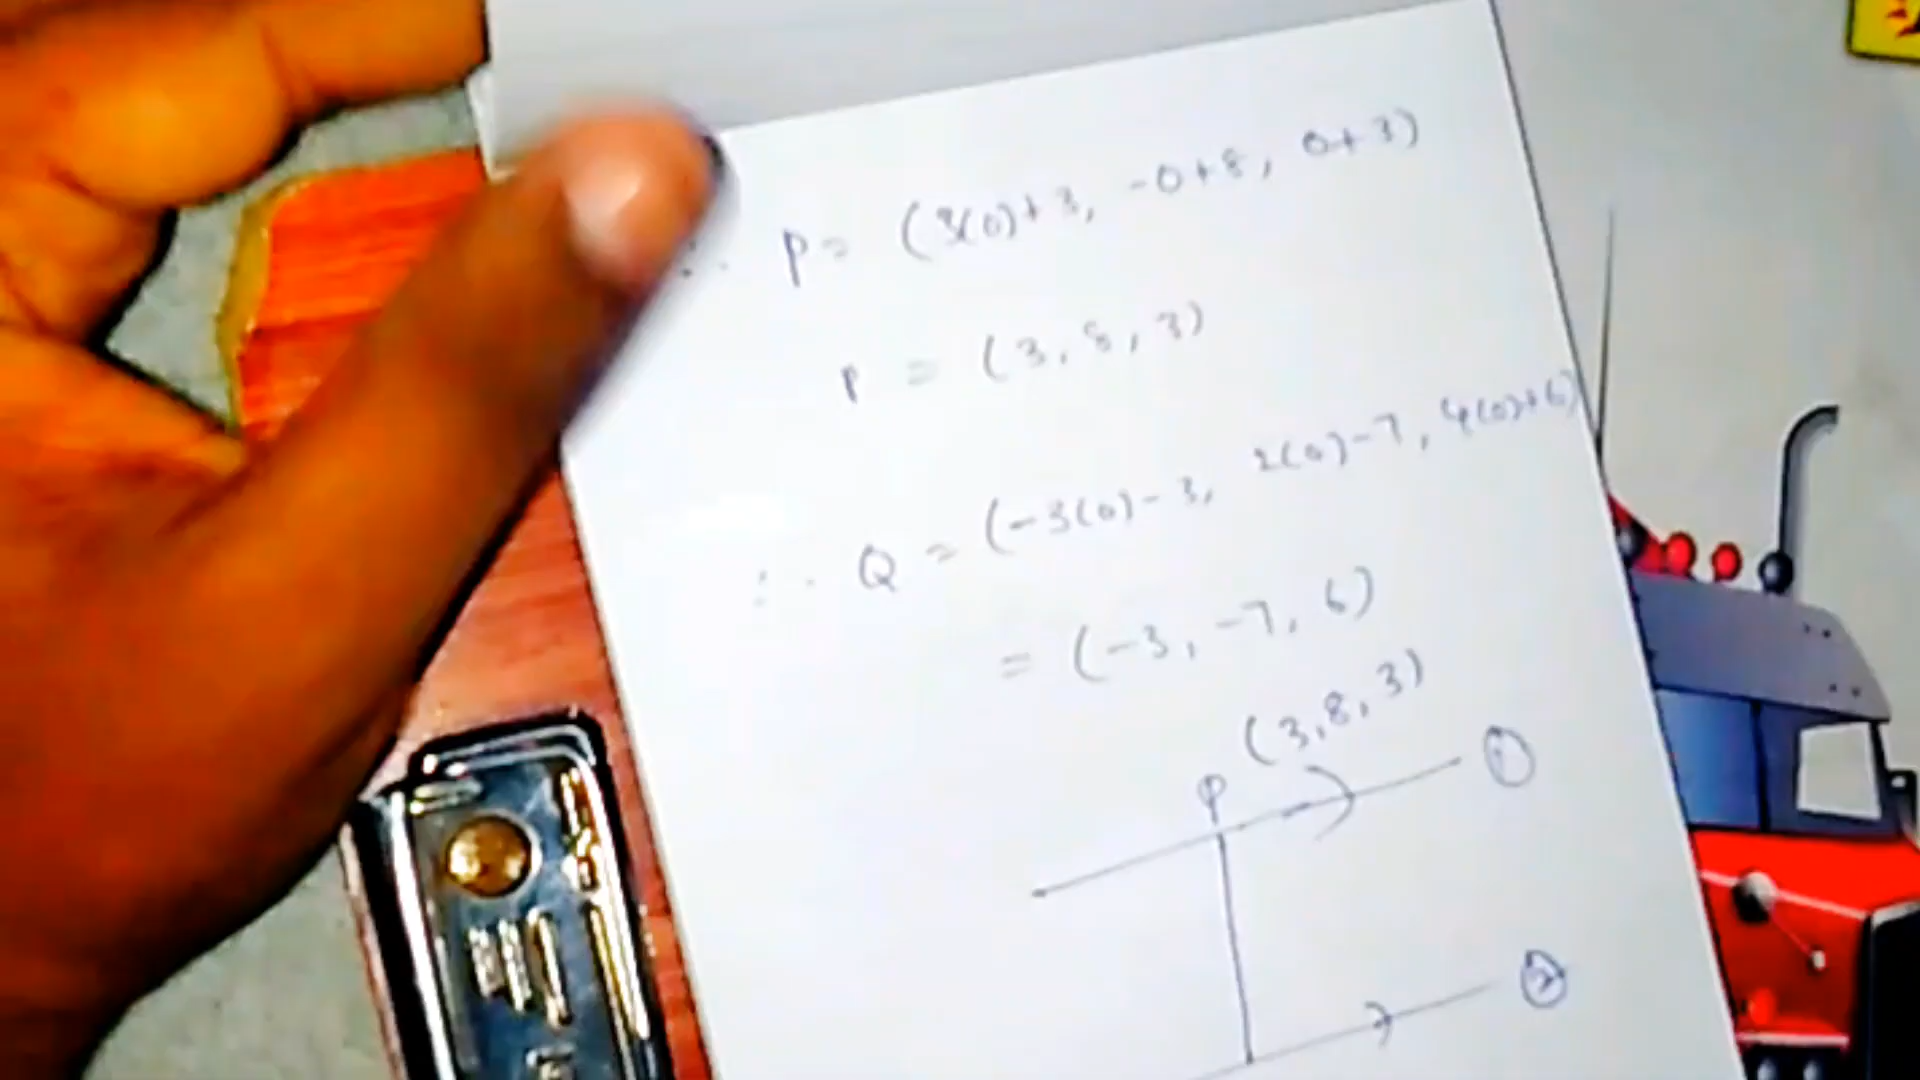 ∴ P = (3(0)+3, -0+8, 0+3)
P = (3, 8, 3)
∴ Q = (-3(0)-3, 2(0)-7, 4(0)+6)
= (-3, -7, 6)
(3, 8, 3)
P
①
②